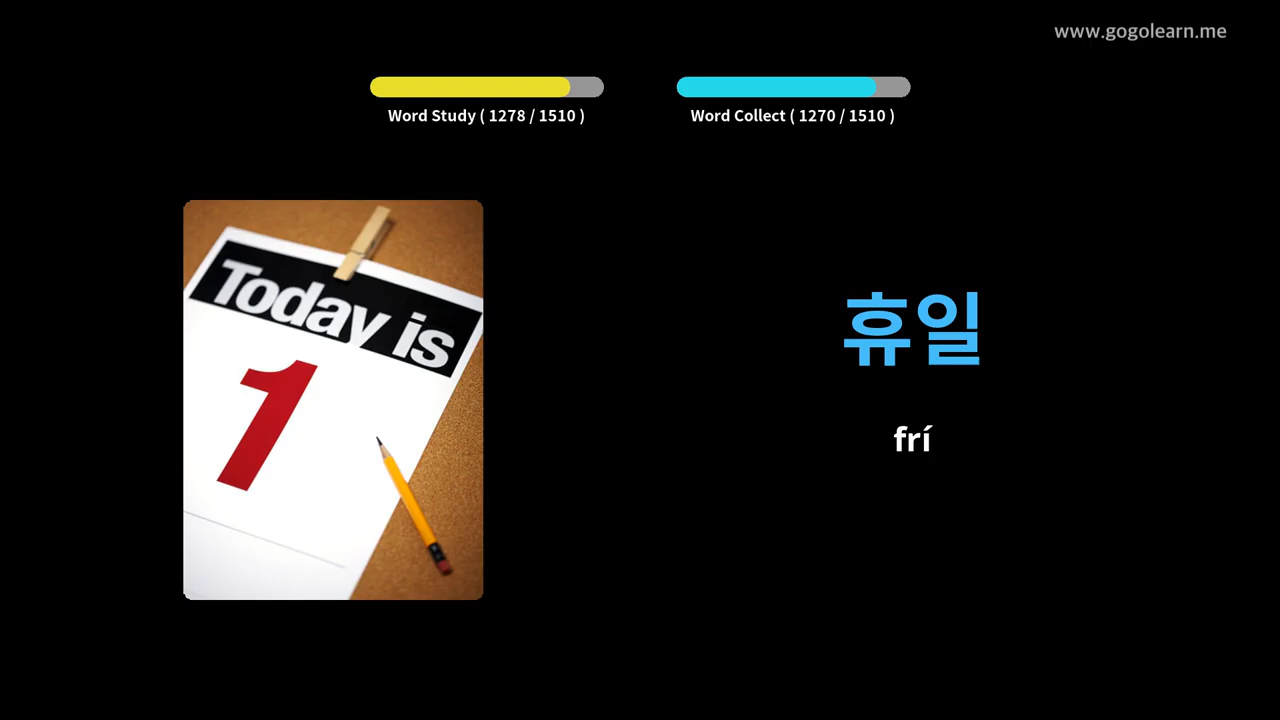 www.gogolearn.me
Word Study ( 1278 / 1510 )
Word Collect ( 1270 / 1510 )
Today is
1
휴일
frí